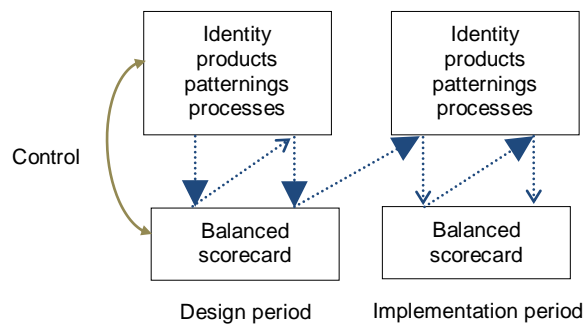 Identity
products
patternings
processes
Identity
products
patternings
processes
Control
Balanced
scorecard
Balanced
scorecard
Design period
Implementation period